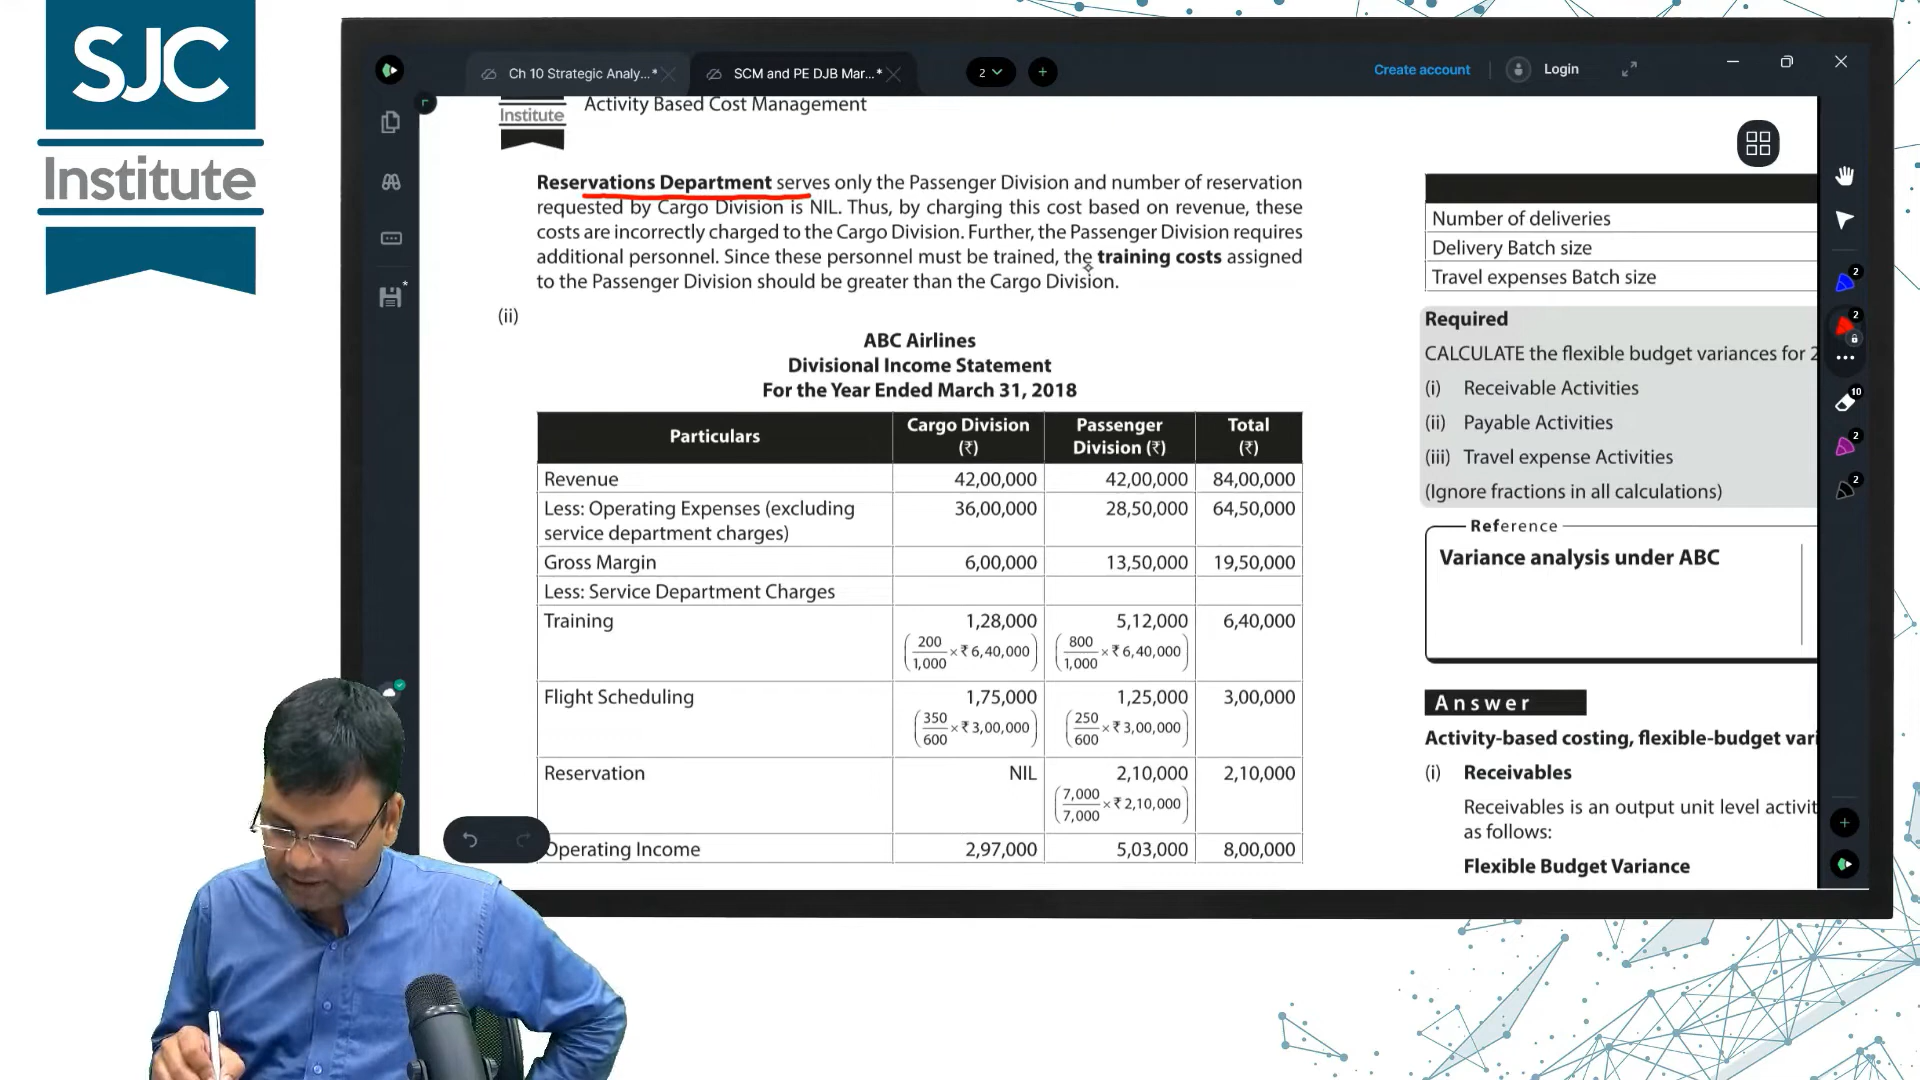 SJC
Institute
Ch 10 Strategic Analy...*
SCM and PE DJB Mar...*
2
Create account
Login
Institute
Activity Based Cost Management
Reservations Department serves only the Passenger Division and number of reservation
requested by Cargo Division is NIL. Thus, by charging this cost based on revenue, these
costs are incorrectly charged to the Cargo Division. Further, the Passenger Division requires
additional personnel. Since these personnel must be trained, the training costs assigned
to the Passenger Division should be greater than the Cargo Division.
(ii)
ABC Airlines
Divisional Income Statement
For the Year Ended March 31, 2018
Particulars Cargo Division (₹) Passenger Division (₹) Total (₹)
Revenue 42,00,000 42,00,000 84,00,000
Less: Operating Expenses (excluding 36,00,000 28,50,000 64,50,000
service department charges)
Gross Margin 6,00,000 13,50,000 19,50,000
Less: Service Department Charges
Training 1,28,000 5,12,000 6,40,000
(200/1,000 ×₹6,40,000) (800/1,000 ×₹6,40,000)
Flight Scheduling 1,75,000 1,25,000 3,00,000
(350/600 ×₹3,00,000) (250/600 ×₹3,00,000)
Reservation NIL 2,10,000 2,10,000
(7,000/7,000 ×₹2,10,000)
Operating Income 2,97,000 5,03,000 8,00,000
Number of deliveries
Delivery Batch size
Travel expenses Batch size
Required
CALCULATE the flexible budget variances for 2
(i) Receivable Activities
(ii) Payable Activities
(iii) Travel expense Activities
(Ignore fractions in all calculations)
Reference
Variance analysis under ABC
Answer
Activity-based costing, flexible-budget vari
(i) Receivables
Receivables is an output unit level activit
as follows:
Flexible Budget Variance
2
2
10
2
2